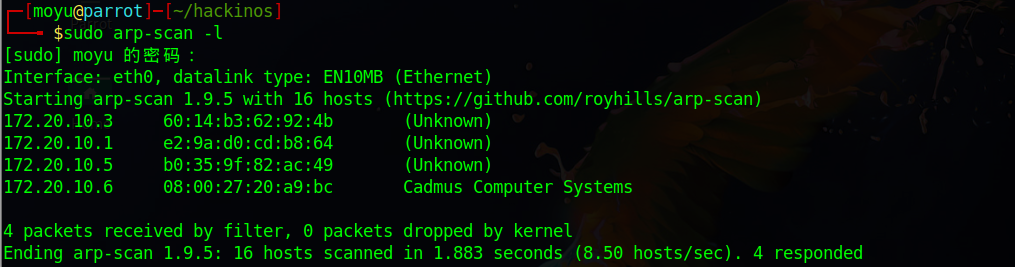 ┌─[moyu@parrot]─[~/hackinos]
└──╼ $sudo arp-scan -l
[sudo] moyu 的密码：
Interface: eth0, datalink type: EN10MB (Ethernet)
Starting arp-scan 1.9.5 with 16 hosts (https://github.com/royhills/arp-scan)
172.20.10.3     60:14:b3:62:92:4b       (Unknown)
172.20.10.1     e2:9a:d0:cd:b8:64       (Unknown)
172.20.10.5     b0:35:9f:82:ac:49       (Unknown)
172.20.10.6     08:00:27:20:a9:bc       Cadmus Computer Systems
4 packets received by filter, 0 packets dropped by kernel
Ending arp-scan 1.9.5: 16 hosts scanned in 1.883 seconds (8.50 hosts/sec). 4 responded